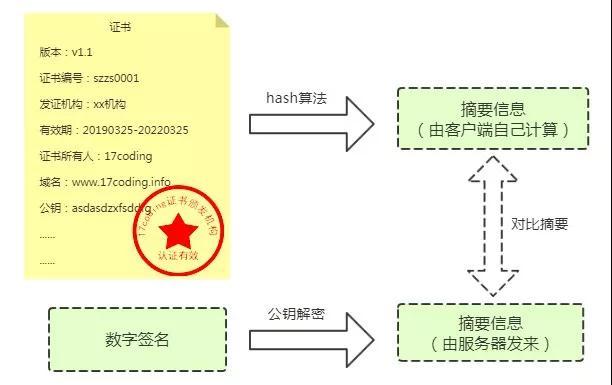 证书
版本：v1.1
证书编号：szzs0001
发证机构：xx机构
有效期：20190325-20220325
证书所有人：17coding
域名：www.17coding.info
公钥：asdasdzxfsddfg
......
......
17coding证书颁发机构
认证有效
hash算法
摘要信息
（由客户端自己计算）
对比摘要
数字签名
公钥解密
摘要信息
（由服务器发来）